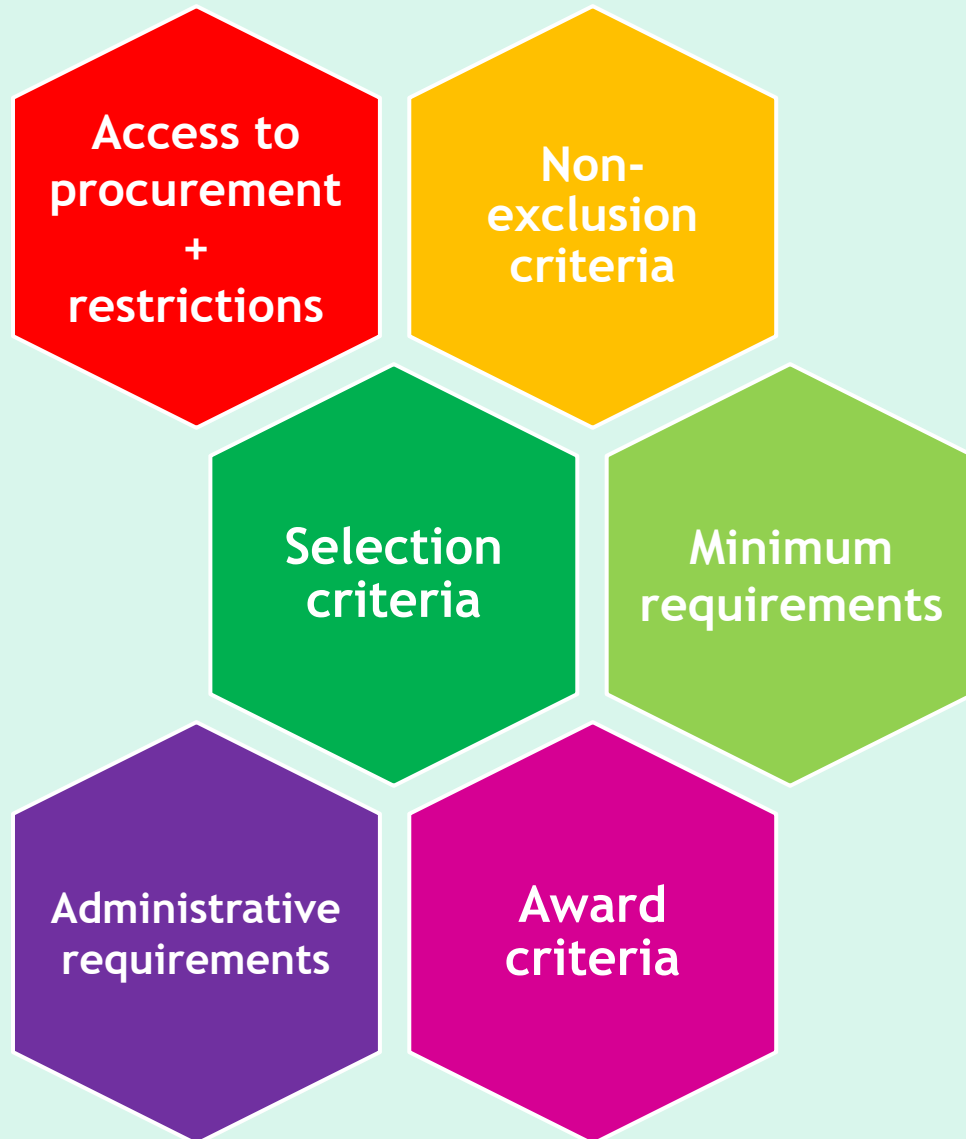 Access to
procurement
+
restrictions
Non-
exclusion
criteria
Selection
criteria
Minimum
requirements
Administrative
requirements
Award
criteria